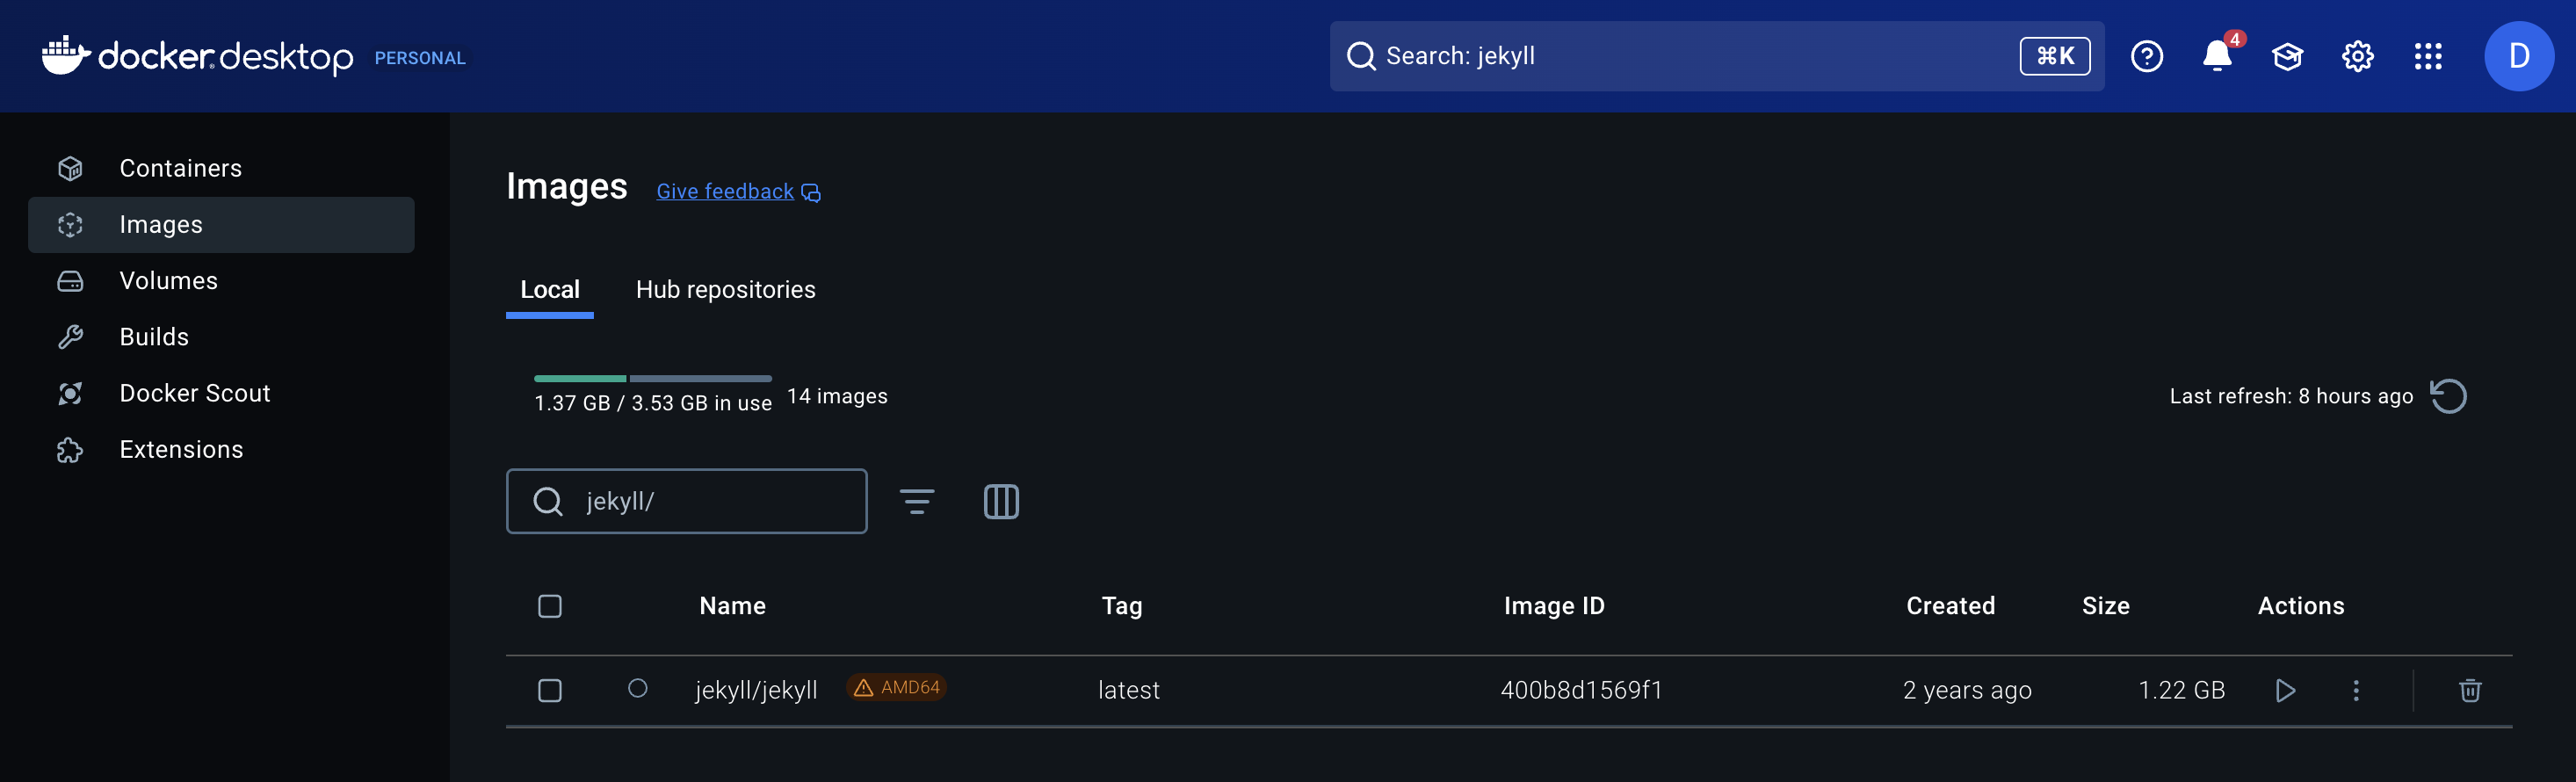 docker desktop PERSONAL
Search: jekyll
⌘K
4
D
Containers
Images
Volumes
Builds
Docker Scout
Extensions
Images
Give feedback
Local
Hub repositories
1.37 GB / 3.53 GB in use
14 images
Last refresh: 8 hours ago
jekyll/
Name Tag Image ID Created Size Actions
jekyll/jekyll AMD64 latest 400b8d1569f1 2 years ago 1.22 GB